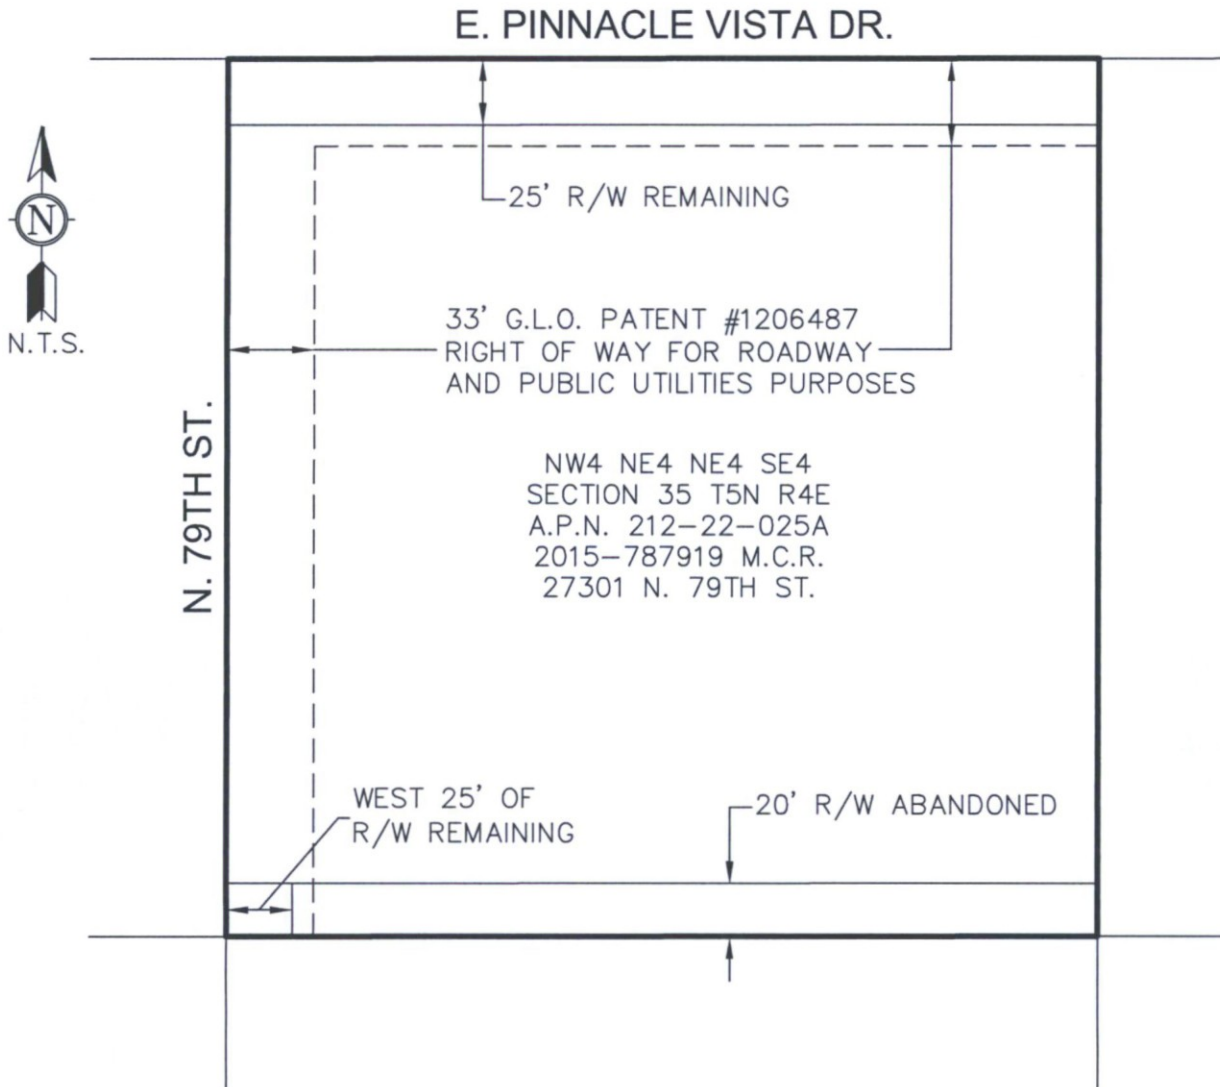 E. PINNACLE VISTA DR.
N
N.T.S.
25' R/W REMAINING
33' G.L.O. PATENT #1206487
RIGHT OF WAY FOR ROADWAY
AND PUBLIC UTILITIES PURPOSES
N. 79TH ST.
NW4 NE4 NE4 SE4
SECTION 35 T5N R4E
A.P.N. 212-22-025A
2015-787919 M.C.R.
27301 N. 79TH ST.
WEST 25' OF
R/W REMAINING
20' R/W ABANDONED